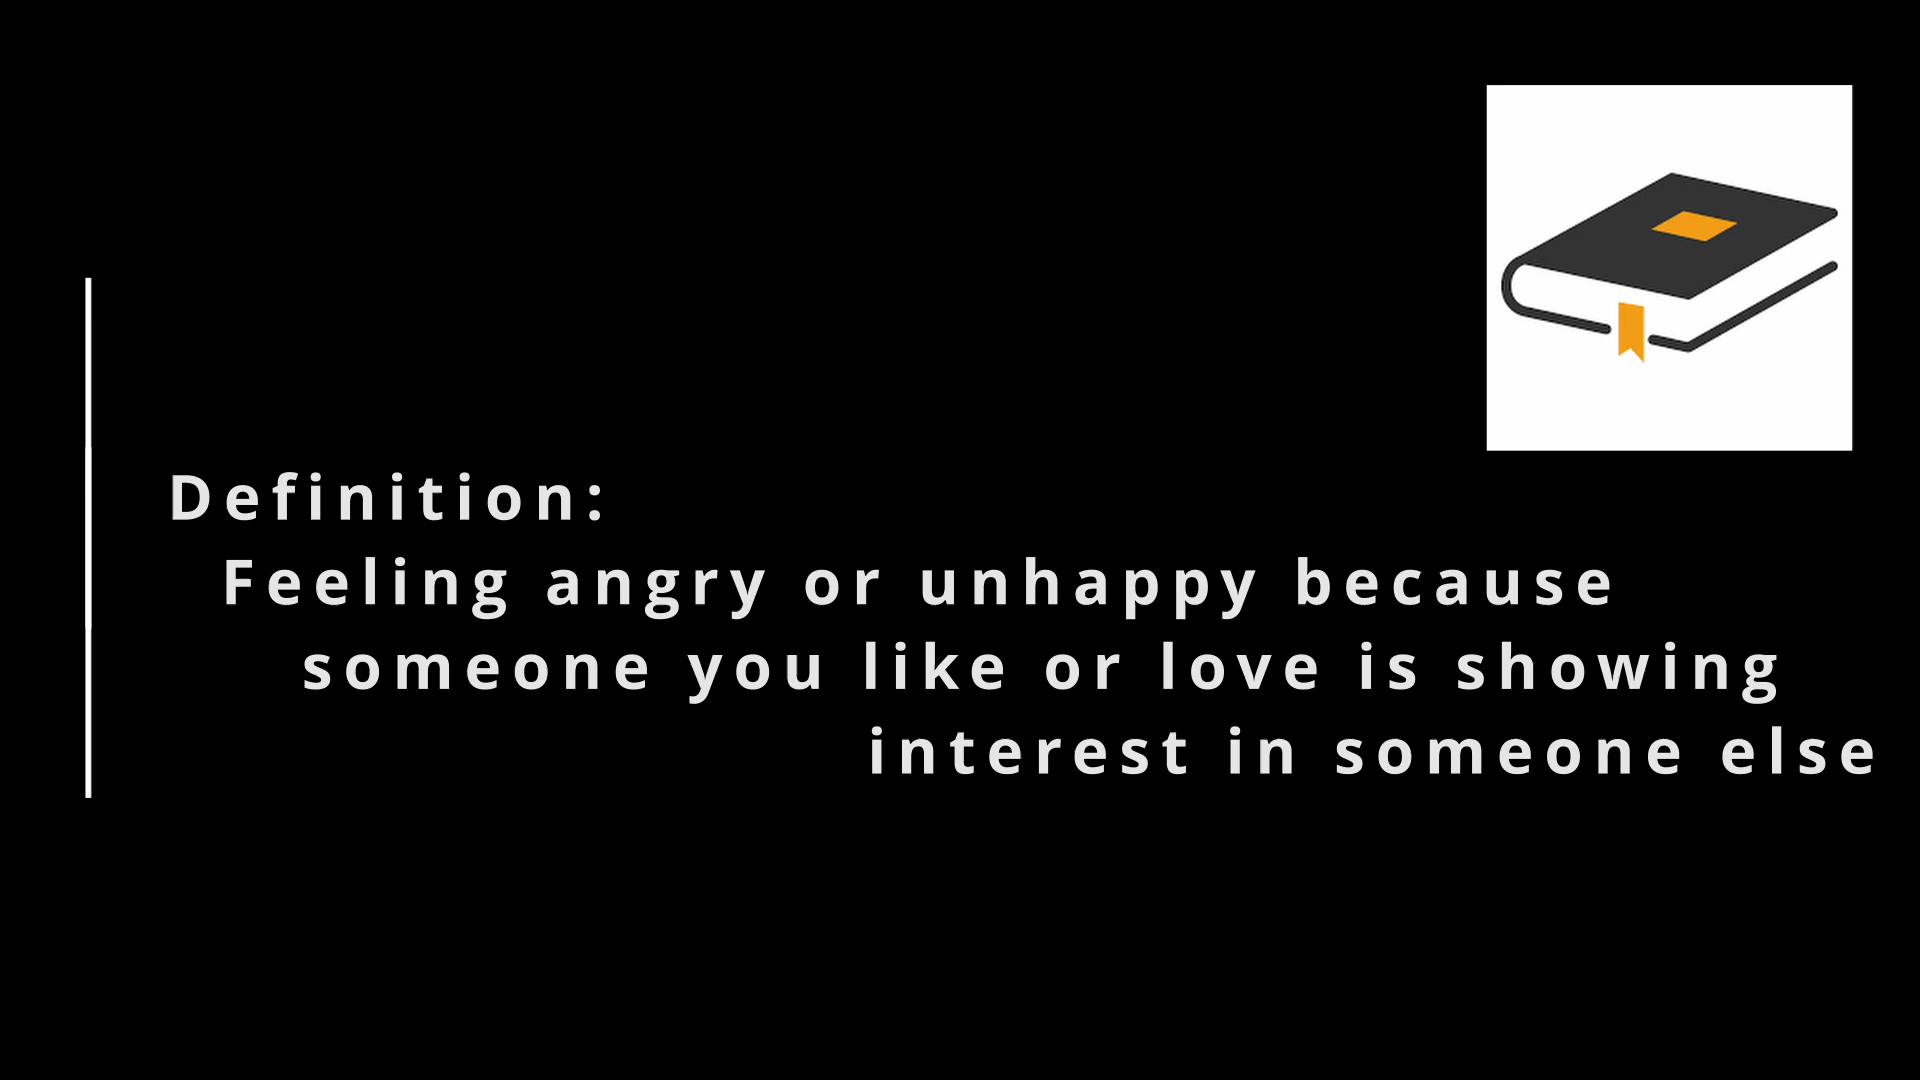 Definition:
Feeling angry or unhappy because
someone you like or love is showing
interest in someone else